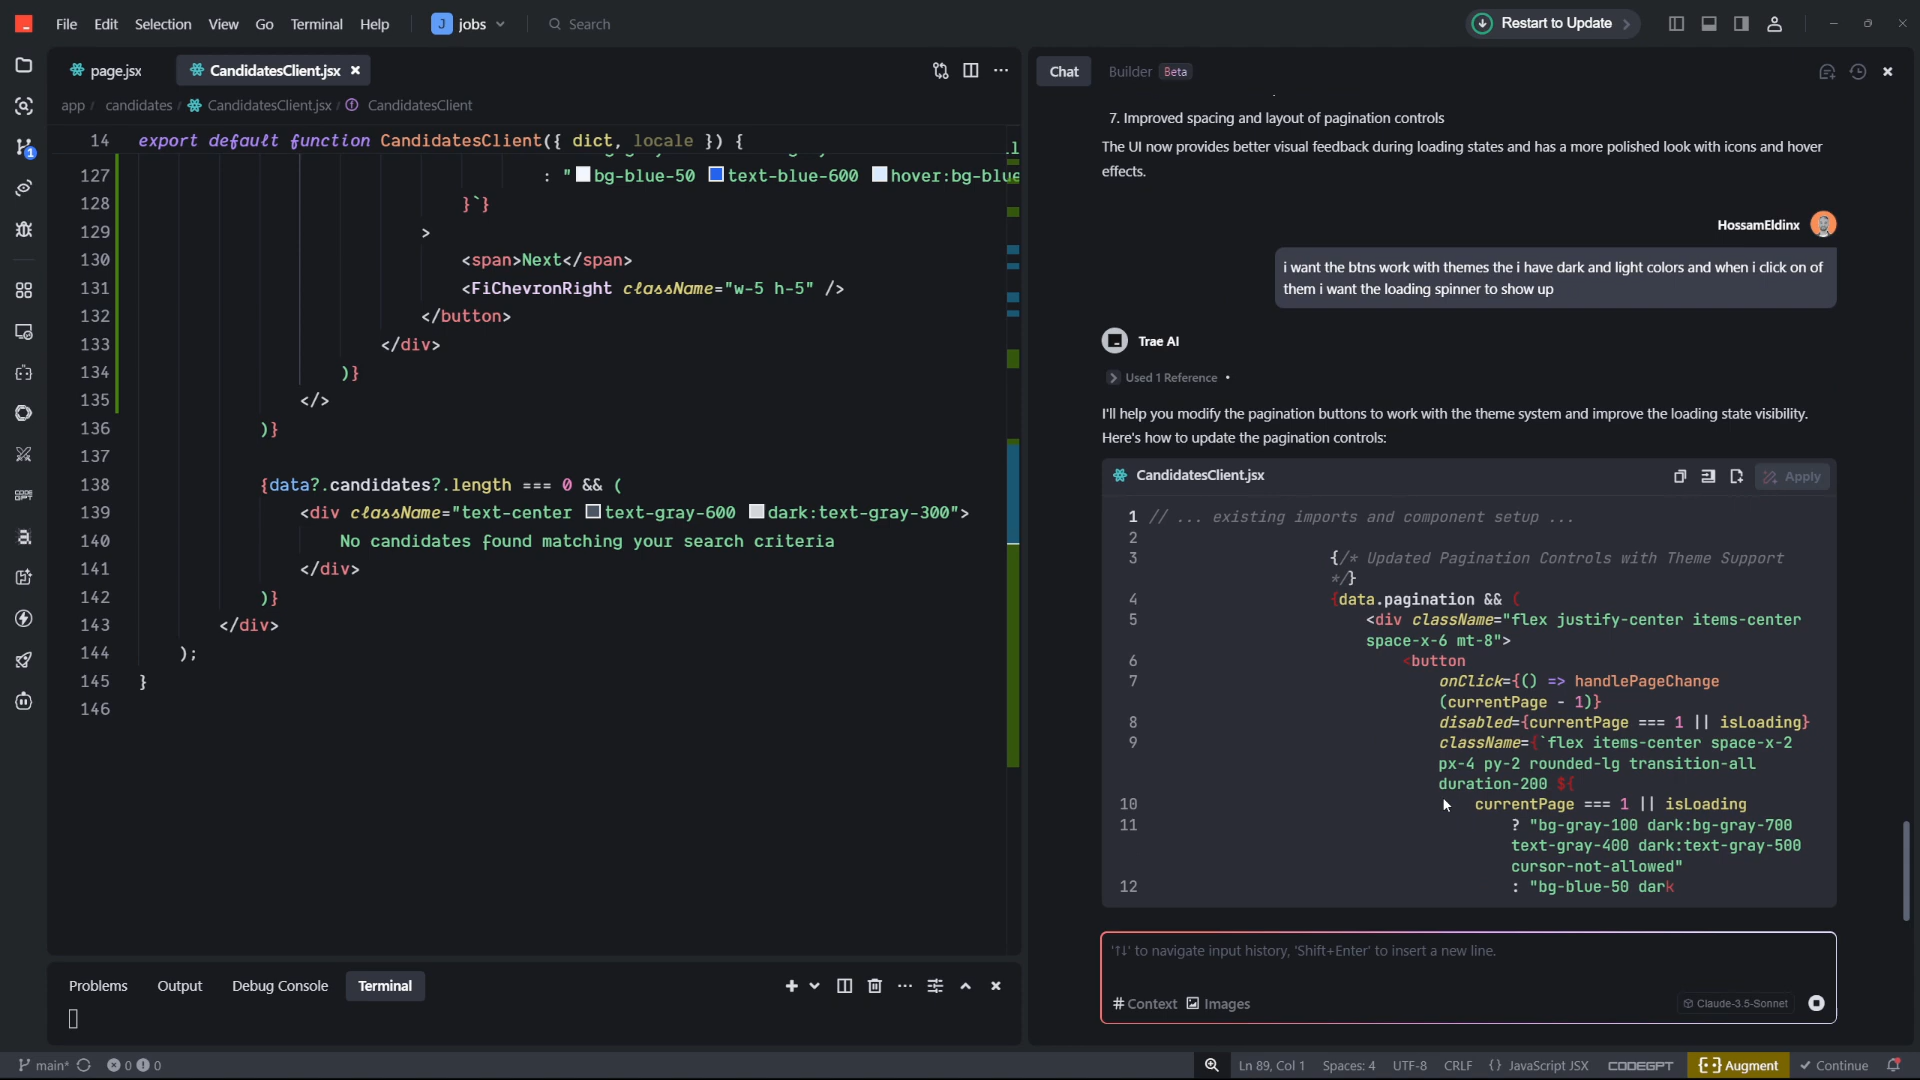 File Edit Selection View Go Terminal Help J jobs Search Restart to Update
page.jsx CandidatesClient.jsx
app / candidates / CandidatesClient.jsx / CandidatesClient
14 export default function CandidatesClient({ dict, locale }) {
127 : "bg-blue-50 text-blue-600 hover:bg-blue
128 }`}
129 >
130 <span>Next</span>
131 <FiChevronRight className="w-5 h-5" />
132 </button>
133 </div>
134 )}
135 </>
136 )}
137
138 {data?.candidates?.length === 0 && (
139 <div className="text-center text-gray-600 dark:text-gray-300">
140 No candidates found matching your search criteria
141 </div>
142 )}
143 </div>
144 );
145 }
146
Problems Output Debug Console Terminal
Chat Builder Beta
7. Improved spacing and layout of pagination controls
The UI now provides better visual feedback during loading states and has a more polished look with icons and hover
effects.
HossamEldinx
i want the btns work with themes the i have dark and light colors and when i click on of
them i want the loading spinner to show up
Trae AI
Used 1 Reference •
I'll help you modify the pagination buttons to work with the theme system and improve the loading state visibility.
Here's how to update the pagination controls:
CandidatesClient.jsx Apply
1 // ... existing imports and component setup ...
2
3 {/* Updated Pagination Controls with Theme Support
*/}
4 {data.pagination && (
5 <div className="flex justify-center items-center
space-x-6 mt-8">
6 <button
7 onClick={() => handlePageChange
(currentPage - 1)}
8 disabled={currentPage === 1 || isLoading}
9 className={`flex items-center space-x-2
px-4 py-2 rounded-lg transition-all
duration-200 ${
10 currentPage === 1 || isLoading
11 ? "bg-gray-100 dark:bg-gray-700
text-gray-400 dark:text-gray-500
cursor-not-allowed"
12 : "bg-blue-50 dark
'↑↓' to navigate input history, 'Shift+Enter' to insert a new line.
# Context Images Claude-3.5-Sonnet
main* 0 0 Ln 89, Col 1 Spaces: 4 UTF-8 CRLF {} JavaScript JSX CODEGPT Augment Continue